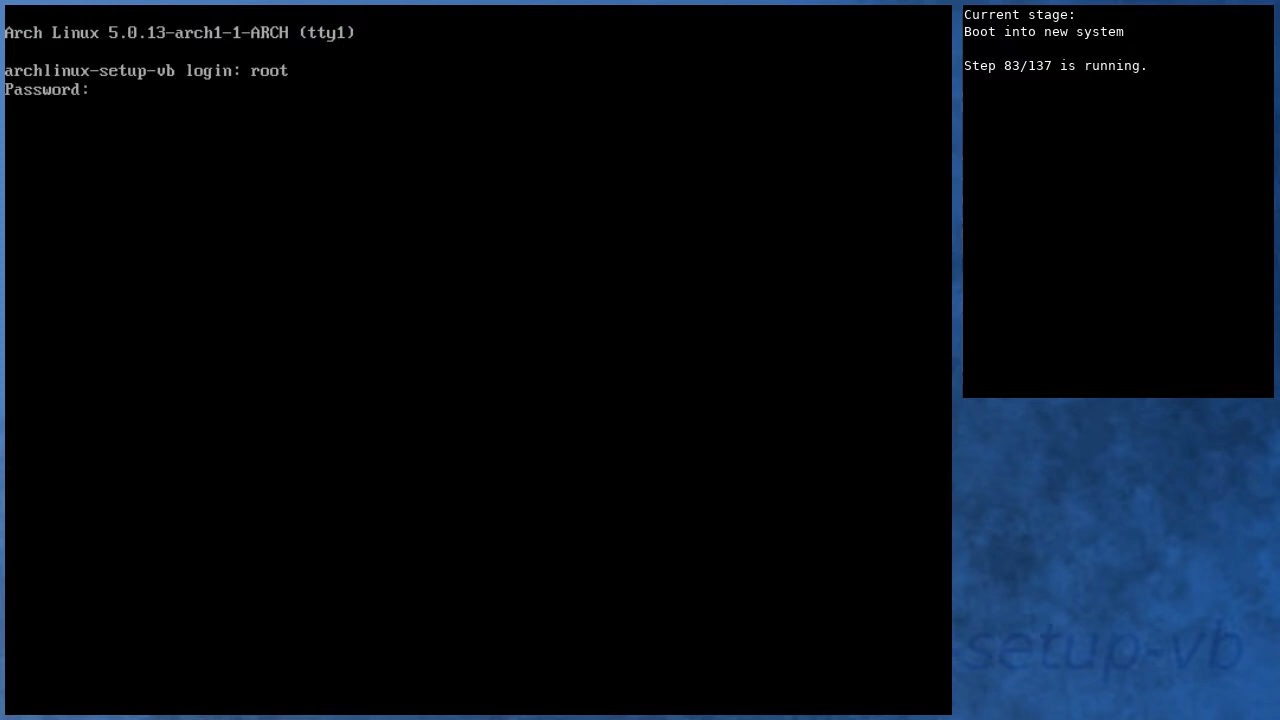 Arch Linux 5.0.13-arch1-1-ARCH (tty1)
archlinux-setup-vb login: root
Password:
Current stage:
Boot into new system
Step 83/137 is running.
setup-vb